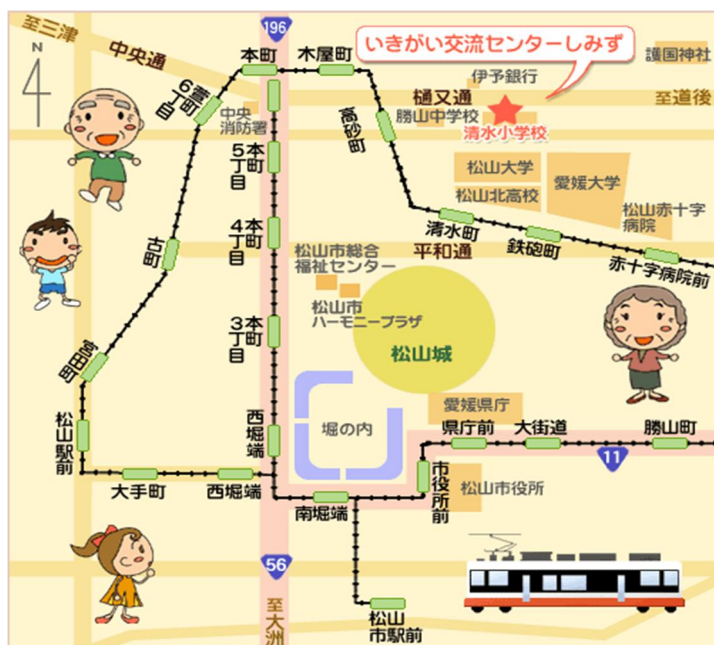 至三津
中央通
196
本町
木屋町
いきがい交流センターしみず
護国神社
伊予銀行
至道後
樋又通
勝山中学校
清水小学校
N
萱町
6丁目
中央
消防署
高砂町
本町
5丁目
松山大学
松山北高校
愛媛大学
松山赤十字
病院
清水町
鉄砲町
赤十字病院前
平和通
本町
4丁目
古町
松山市総合
福祉センター
松山市
ハーモニープラザ
本町
3丁目
松山城
宮田町
松山駅前
西堀端
堀の内
愛媛県庁
県庁前
大街道
勝山町
11
大手町
西堀端
南堀端
市役所前
松山市役所
56
至大洲
松山
市駅前